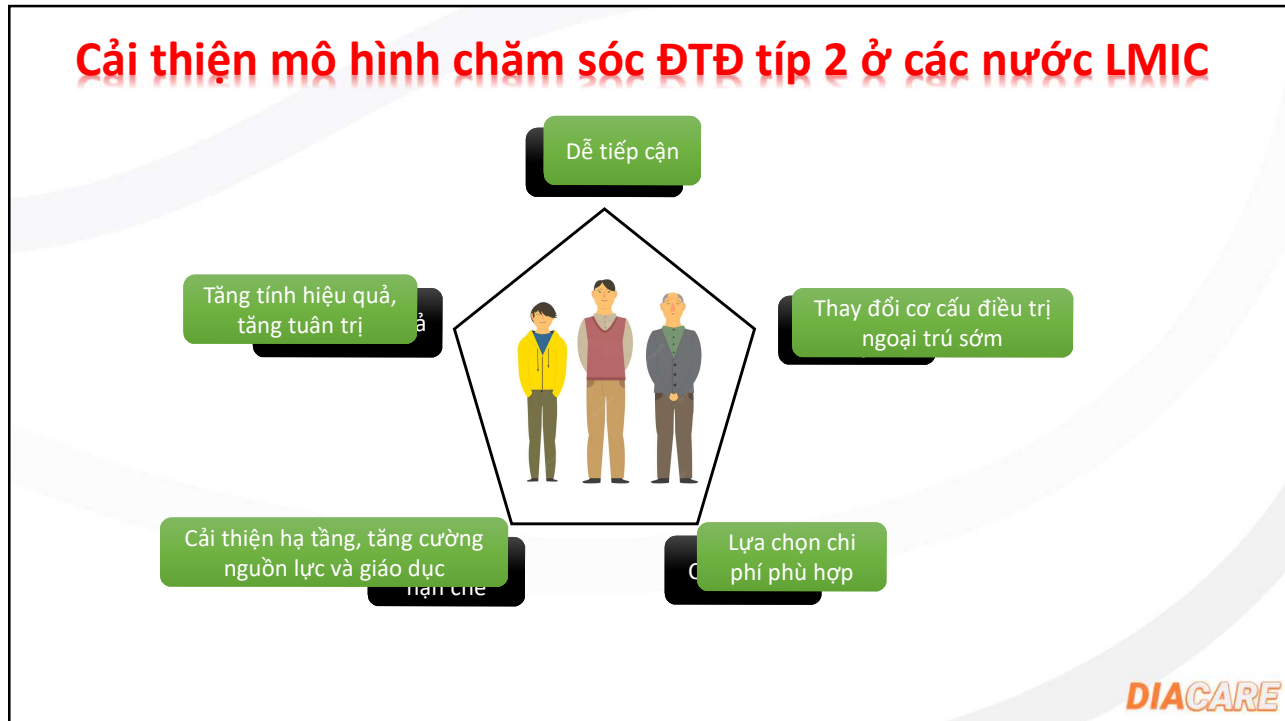 Cải thiện mô hình chăm sóc ĐTĐ típ 2 ở các nước LMIC
Dễ tiếp cận
Tăng tính hiệu quả,
tăng tuân trị
Thay đổi cơ cấu điều trị
ngoại trú sớm
Cải thiện hạ tầng, tăng cường
nguồn lực và giáo dục
hạn chế
Lựa chọn chi
phí phù hợp
DIACARE